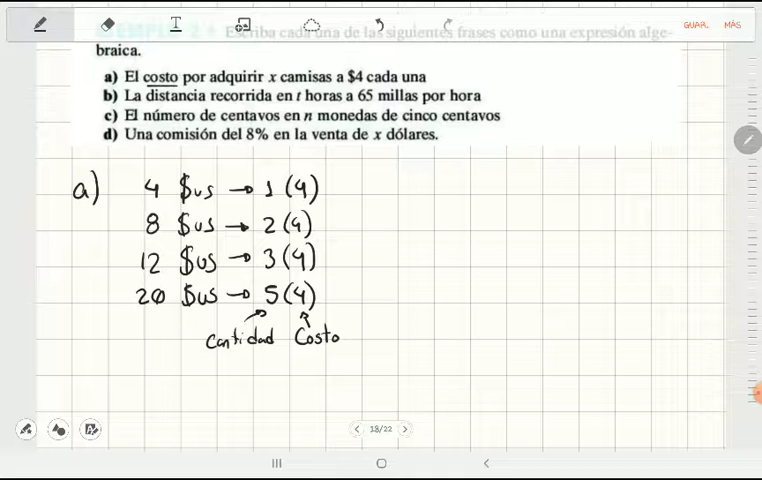 GUAR. MÁS
EJEMPLO 2 • Escriba cada una de las siguientes frases como una expresión alge-
braica.
a) El costo por adquirir x camisas a $4 cada una
b) La distancia recorrida en t horas a 65 millas por hora
c) El número de centavos en n monedas de cinco centavos
d) Una comisión del 8% en la venta de x dólares.
a) 4 $us → 1 (4)
8 $us → 2 (4)
12 $us → 3 (4)
20 $us → 5 (4)
Cantidad Costo
< 18/22 >